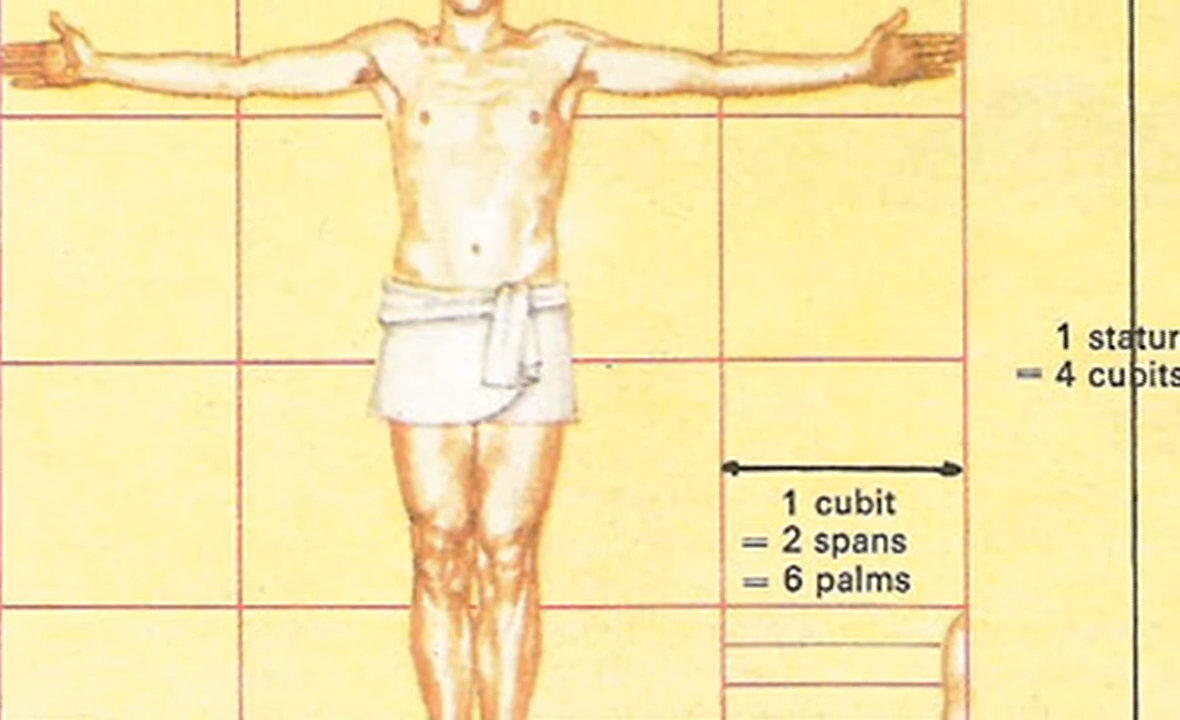 1 statur
= 4 cubits
1 cubit
= 2 spans
= 6 palms